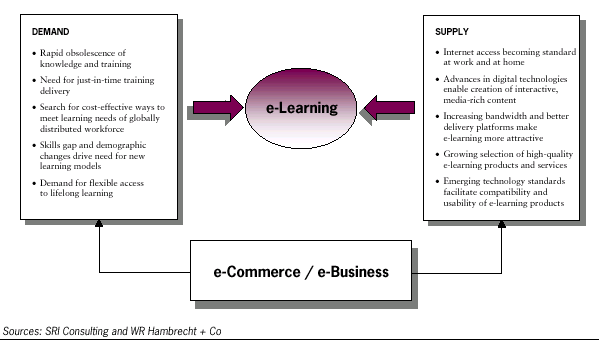 DEMAND
• Rapid obsolescence of
knowledge and training
• Need for just-in-time training
delivery
• Search for cost-effective ways to
meet learning needs of globally
distributed workforce
• Skills gap and demographic
changes drive need for new
learning models
• Demand for flexible access
to lifelong learning
e-Learning
SUPPLY
• Internet access becoming standard
at work and at home
• Advances in digital technologies
enable creation of interactive,
media-rich content
• Increasing bandwidth and better
delivery platforms make
e-learning more attractive
• Growing selection of high-quality
e-learning products and services
• Emerging technology standards
facilitate compatibility and
usability of e-learning products
e-Commerce / e-Business
Sources: SRI Consulting and WR Hambrecht + Co